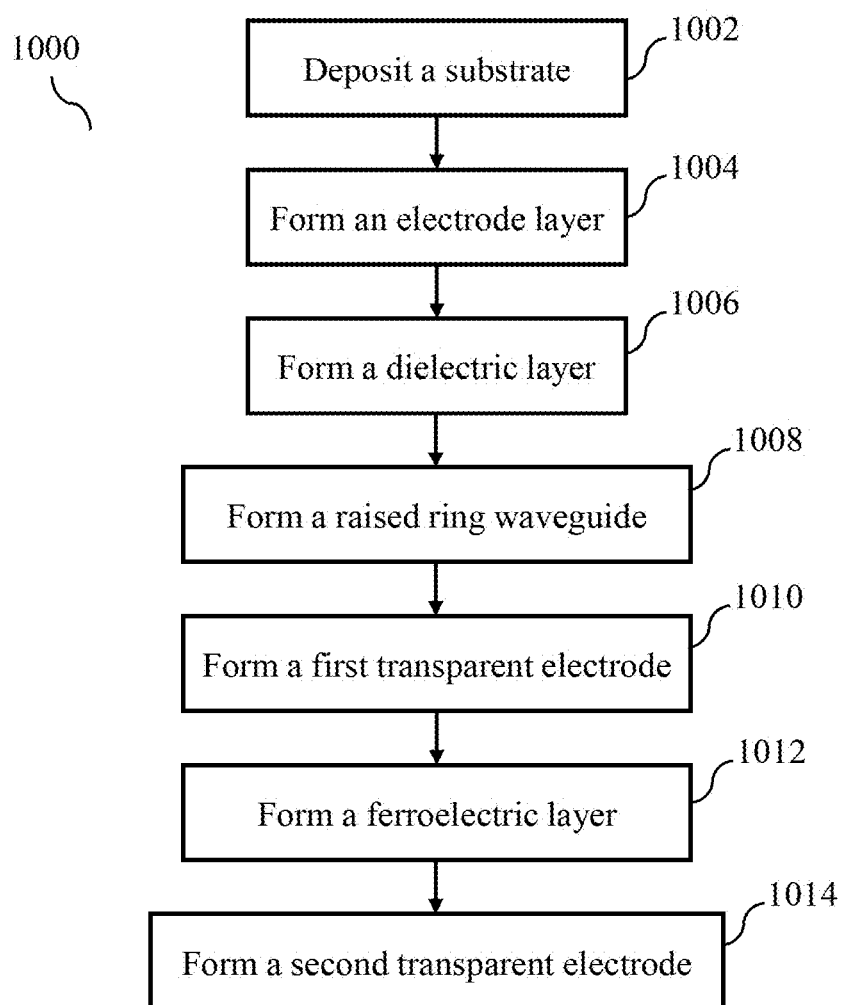 1000
1002
Deposit a substrate
1004
Form an electrode layer
1006
Form a dielectric layer
1008
Form a raised ring waveguide
1010
Form a first transparent electrode
1012
Form a ferroelectric layer
1014
Form a second transparent electrode